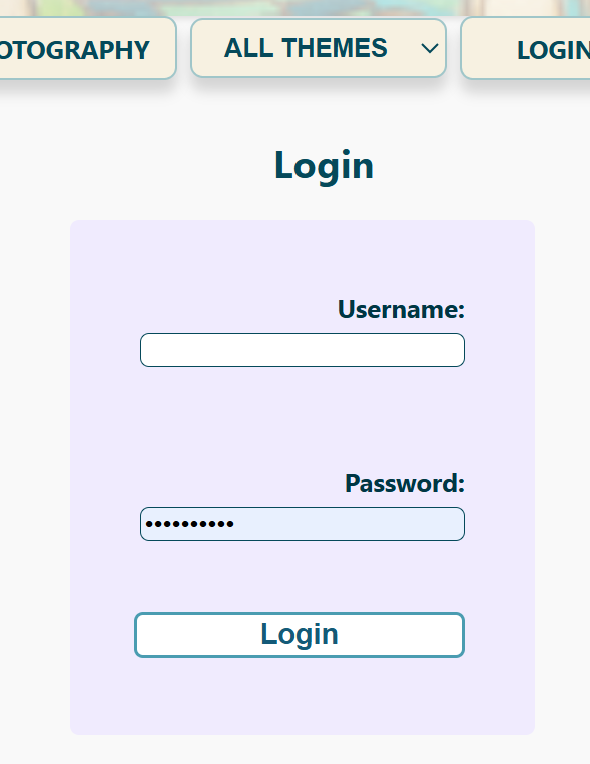 OTOGRAPHY
ALL THEMES
LOGIN
Login
Username:
Password:
••••••••••
Login